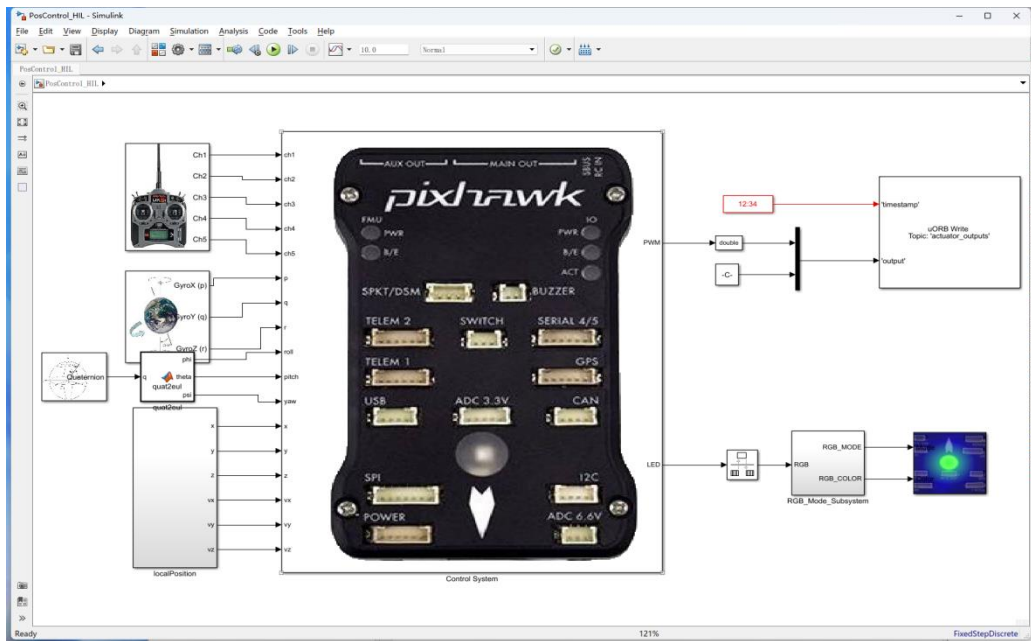 PosControl_HIL - Simulink
File Edit View Display Diagram Simulation Analysis Code Tools Help
10.0
Normal
PosControl_HIL
PosControl_HIL
Ch1
Ch2
Ch3
Ch4
Ch5
GyroX (p)
GyroY (q)
GyroZ (r)
Quaternion
q
phi
theta
psi
quat2eul
quat2eul
x
y
z
vx
vy
vz
localPosition
ch1
ch2
ch3
ch4
ch5
p
q
r
roll
pitch
yaw
x
y
z
vx
vy
vz
AUX OUT
MAIN OUT
SBUS
RC IN
pixhawk
FMU
PWR
B/E
IO
PWR
B/E
ACT
SPKT/DSM
BUZZER
TELEM 2
SWITCH
SERIAL 4/5
TELEM 1
GPS
USB
ADC 3.3V
CAN
SPI
I2C
POWER
ADC 6.6V
PWM
LED
Control System
12:34
double
-C-
'timestamp'
uORB Write
Topic: 'actuator_outputs'
'output'
RGB
RGB_MODE
RGB_COLOR
RGB_Mode_Subsystem
Ready
121%
FixedStepDiscrete